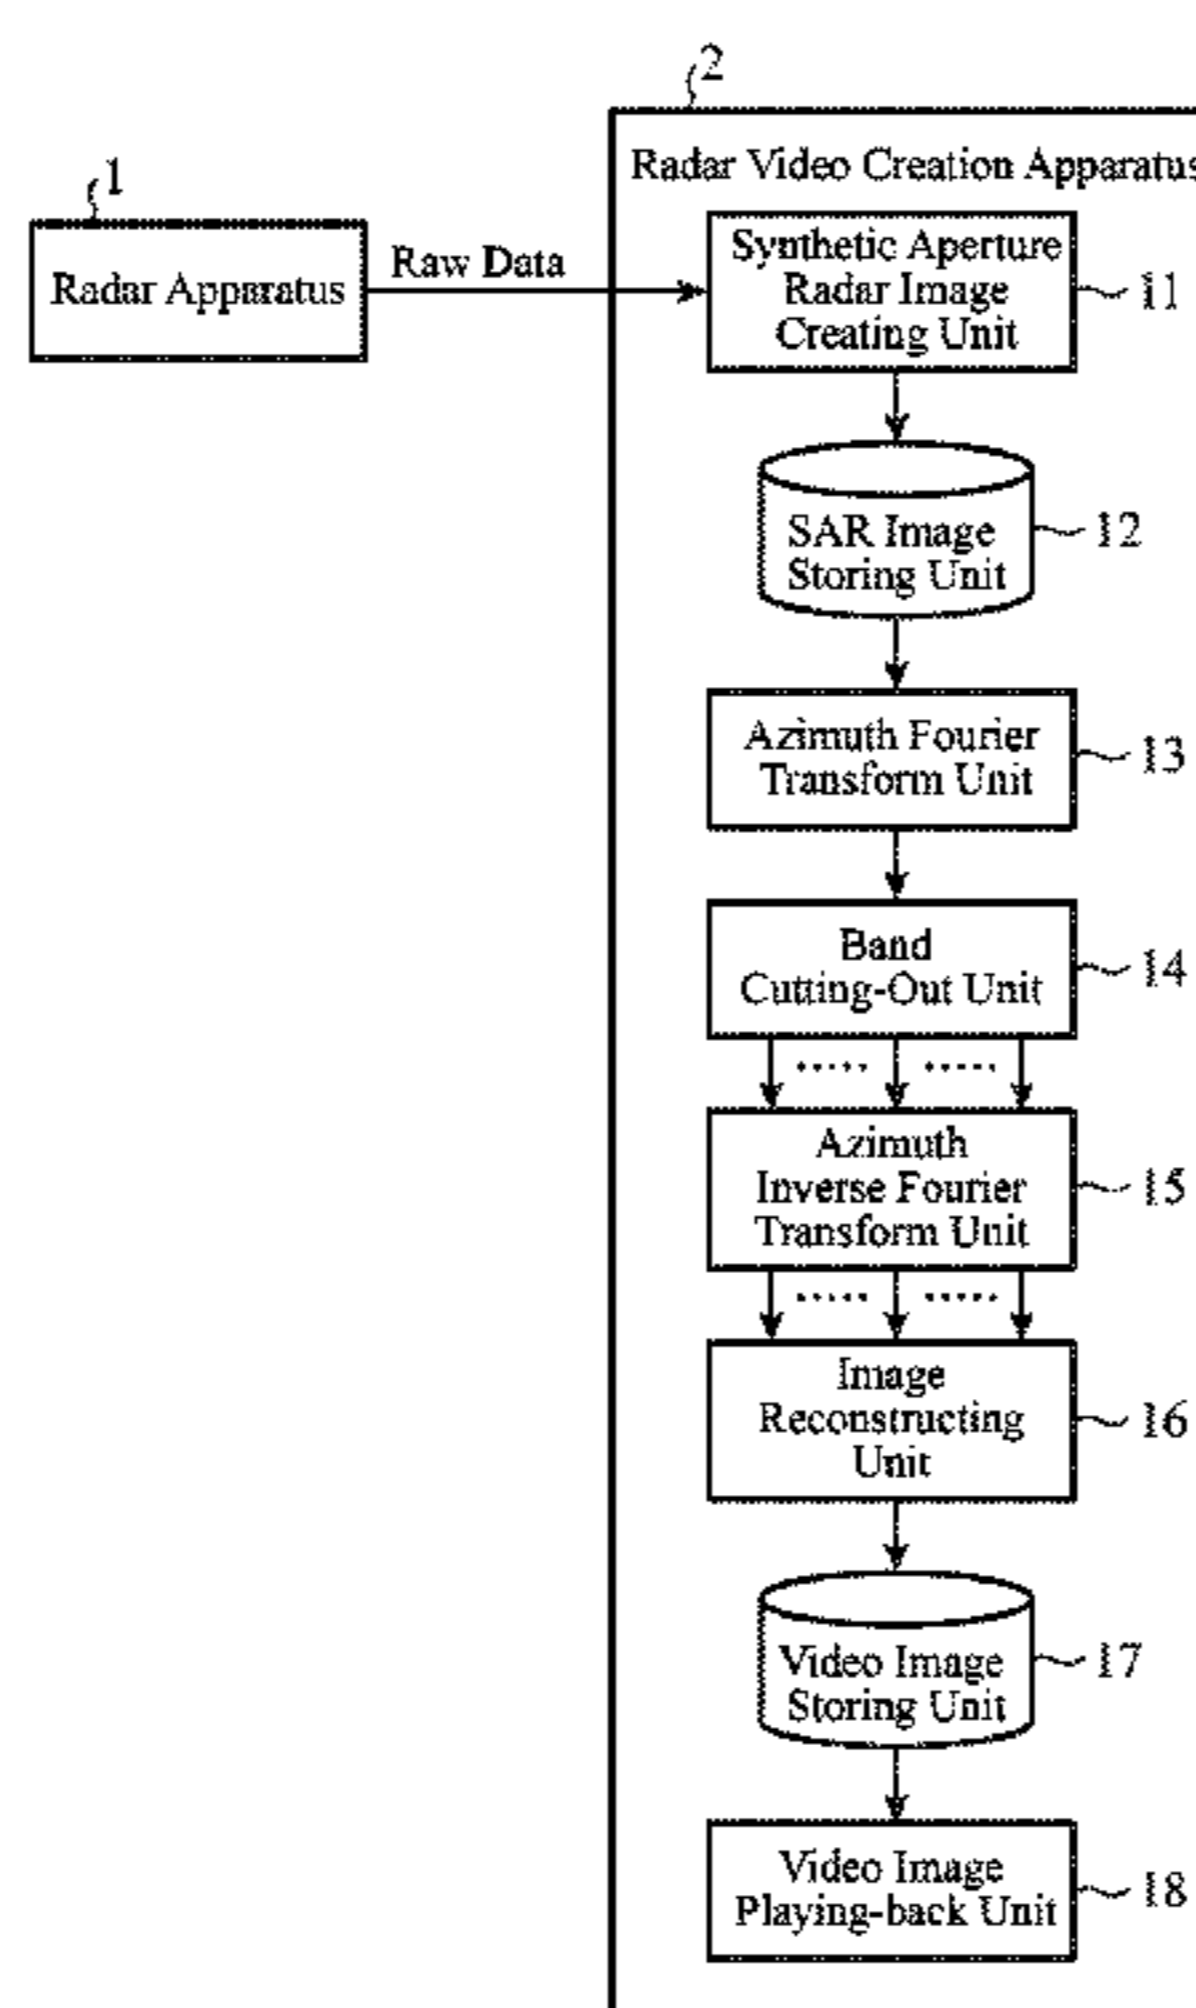 2
Radar Video Creation Apparatus
1
Radar Apparatus
Raw Data
Synthetic Aperture
Radar Image
Creating Unit
11
SAR Image
Storing Unit
12
Azimuth Fourier
Transform Unit
13
Band
Cutting-Out Unit
14
.....
.....
Azimuth
Inverse Fourier
Transform Unit
15
.....
.....
Image
Reconstructing
Unit
16
Video Image
Storing Unit
17
Video Image
Playing-back Unit
18